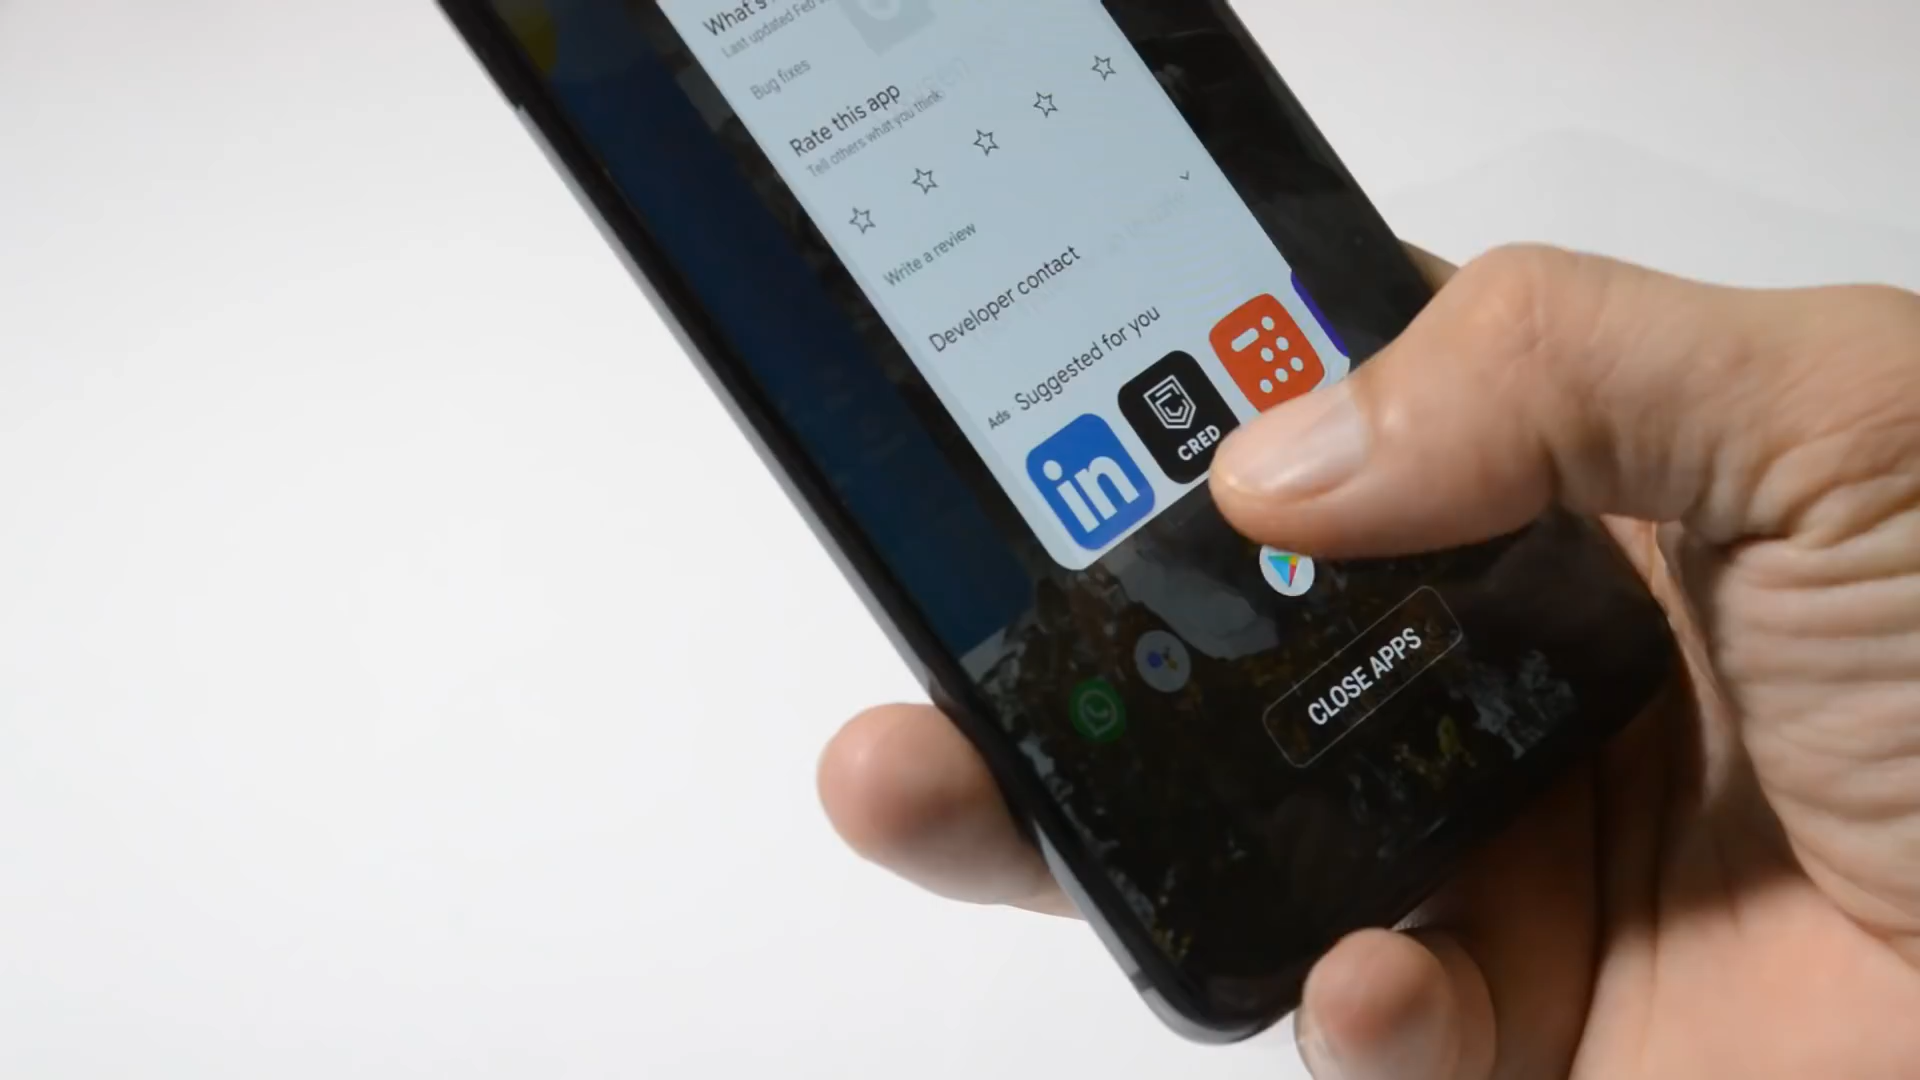 What's
Last updated Feb
Bug fixes
Rate this app
Tell others what you think
Write a review
Developer contact
Ads Suggested for you
in
CRED
CLOSE APPS